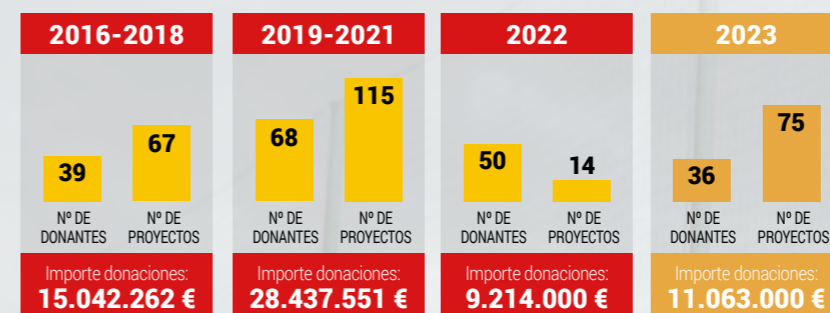 2016-2018
39
67
Nº DE
DONANTES
Nº DE
PROYECTOS
Importe donaciones:
15.042.262 €
2019-2021
68
115
Nº DE
DONANTES
Nº DE
PROYECTOS
Importe donaciones:
28.437.551 €
2022
50
14
Nº DE
DONANTES
Nº DE
PROYECTOS
Importe donaciones:
9.214.000 €
2023
36
75
Nº DE
DONANTES
Nº DE
PROYECTOS
Importe donaciones:
11.063.000 €